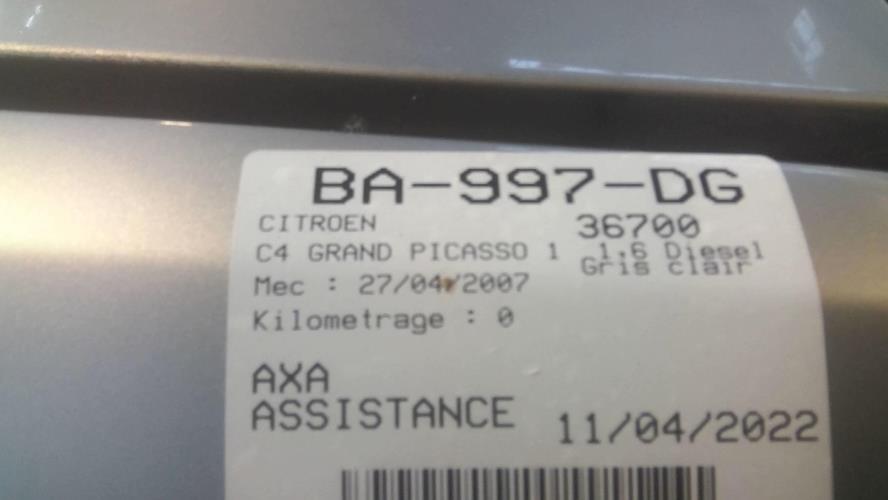 BA-997-DG
CITROEN 36700
C4 GRAND PICASSO 1 1.6 Diesel
Gris clair
Mec : 27/04/2007
Kilometrage : 0
AXA
ASSISTANCE 11/04/2022